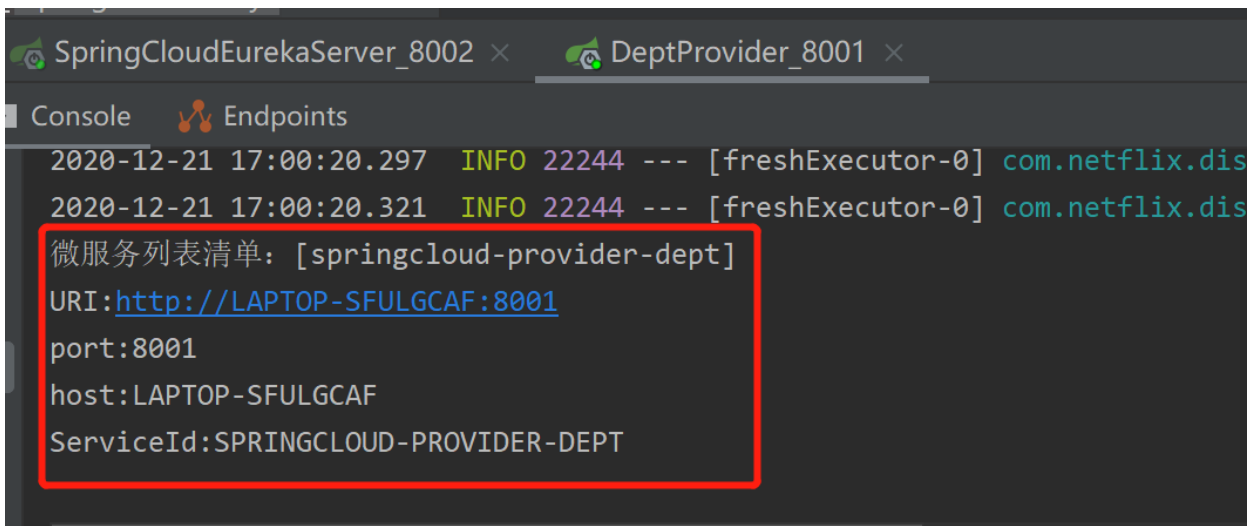 SpringCloudEurekaServer_8002 × DeptProvider_8001 ×
Console Endpoints
2020-12-21 17:00:20.297 INFO 22244 --- [freshExecutor-0] com.netflix.dis
2020-12-21 17:00:20.321 INFO 22244 --- [freshExecutor-0] com.netflix.dis
微服务列表清单：[springcloud-provider-dept]
URI:http://LAPTOP-SFULGCAF:8001
port:8001
host:LAPTOP-SFULGCAF
ServiceId:SPRINGCLOUD-PROVIDER-DEPT